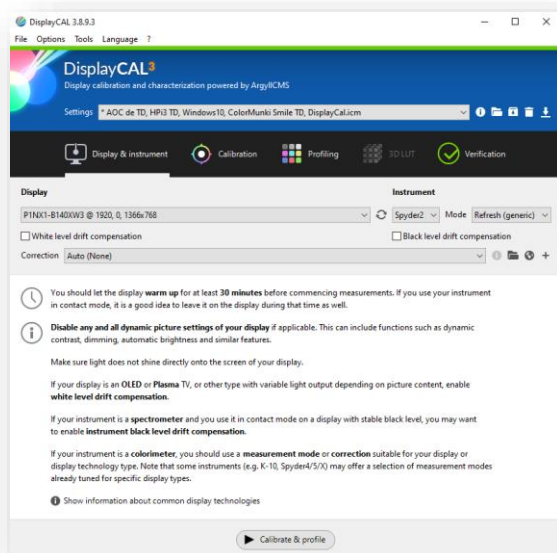 DisplayCAL 3.8.9.3
File Options Tools Language ?
DisplayCAL³
Display calibration and characterization powered by ArgyllCMS
Settings * AOC de TD, HPi3 TD, Windows10, ColorMunki Smile TD, DisplayCal.icm
Display & instrument Calibration Profiling 3D LUT Verification
Display Instrument
P1NX1-B140XW3 @ 1920, 0, 1366x768 Spyder2 Mode Refresh (generic)
White level drift compensation Black level drift compensation
Correction Auto (None)
You should let the display warm up for at least 30 minutes before commencing measurements. If you use your instrument
in contact mode, it is a good idea to leave it on the display during that time as well.
Disable any and all dynamic picture settings of your display if applicable. This can include functions such as dynamic
contrast, dimming, automatic brightness and similar features.
Make sure light does not shine directly onto the screen of your display.
If your display is an OLED or Plasma TV, or other type with variable light output depending on picture content, enable
white level drift compensation.
If your instrument is a spectrometer and you use it in contact mode on a display with stable black level, you may want
to enable instrument black level drift compensation.
If your instrument is a colorimeter, you should use a measurement mode or correction suitable for your display or
display technology type. Note that some instruments (e.g. K-10, Spyder4/5/X) may offer a selection of measurement modes
already tuned for specific display types.
Show information about common display technologies
Calibrate & profile